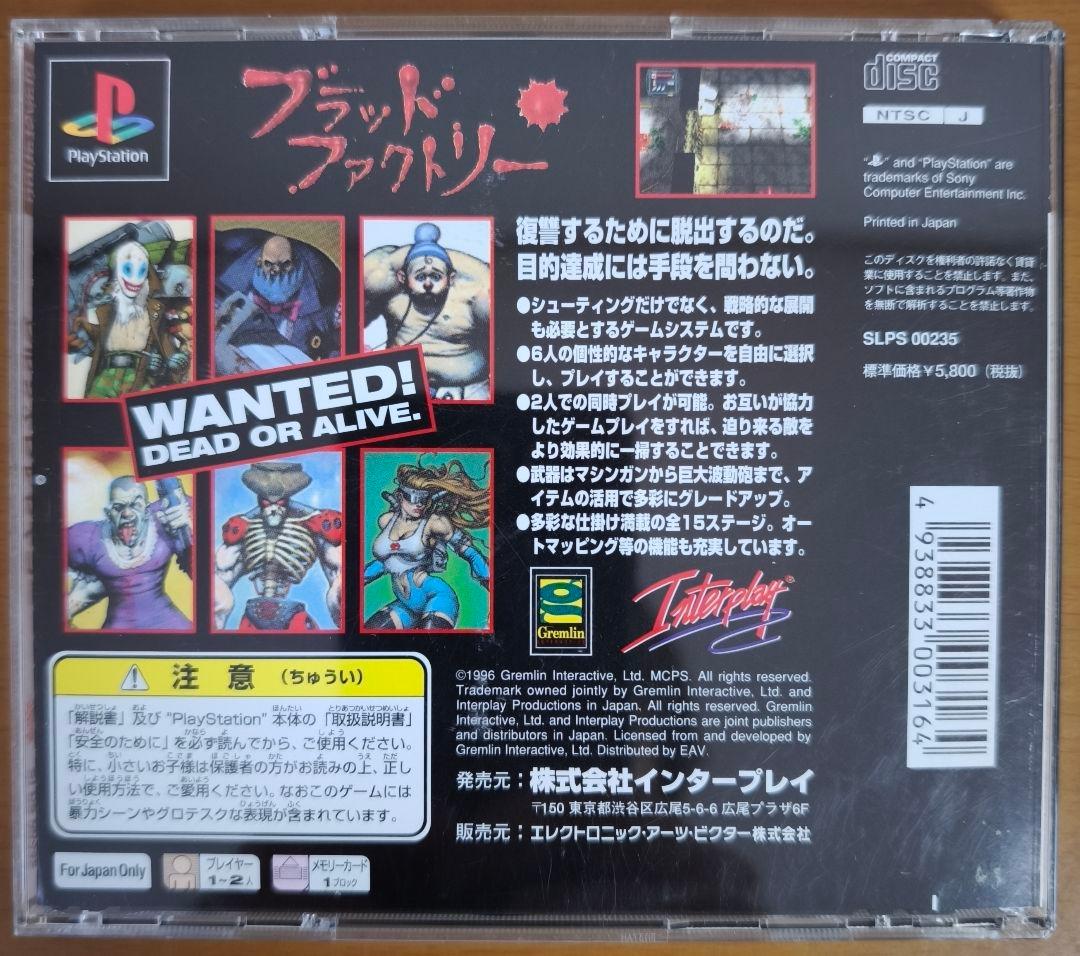 PlayStation
ブラッド
ファクトリー
COMPACT
disc
NTSC J
" " and "PlayStation" are
trademarks of Sony
Computer Entertainment Inc.
Printed in Japan
このディスクを権利者の許諾なく賃貸
業に使用することを禁止します。また、
ソフトに含まれるプログラム等著作物
を無断で解析することを禁止します。
SLPS 00235
標準価格¥5,800（税抜）
復讐するために脱出するのだ。
目的達成には手段を問わない。
●シューティングだけでなく、戦略的な展開
も必要とするゲームシステムです。
●6人の個性的なキャラクターを自由に選択
し、プレイすることができます。
●2人での同時プレイが可能。お互いが協力
したゲームプレイをすれば、迫り来る敵を
より効果的に一掃することできます。
●武器はマシンガンから巨大波動砲まで、ア
イテムの活用で多彩にグレードアップ。
●多彩な仕掛け満載の全15ステージ。オー
トマッピング等の機能も充実しています。
WANTED!
DEAD OR ALIVE.
g
Gremlin
INTERACTIVE
Interplay®
4 938833 003164
©1996 Gremlin Interactive, Ltd. MCPS. All rights reserved.
Trademark owned jointly by Gremlin Interactive, Ltd. and
Interplay Productions in Japan. All rights reserved. Gremlin
Interactive, Ltd. and Interplay Productions are joint publishers
and distributors in Japan. Licensed from and developed by
Gremlin Interactive, Ltd. Distributed by EAV.
発売元：株式会社インタープレイ
〒150 東京都渋谷区広尾5-6-6 広尾プラザ6F
販売元：エレクトロニック・アーツ・ビクター株式会社
注意（ちゅうい）
「解説書」及び"PlayStation"本体の「取扱説明書」
「安全のために」を必ず読んでから、ご使用ください。
特に、小さいお子様は保護者の方がお読みの上、正し
い使用方法で、ご愛用ください。なおこのゲームには
暴力シーンやグロテスクな表現が含まれています。
For Japan Only
プレイヤー
1～2人
メモリーカード
1ブロック